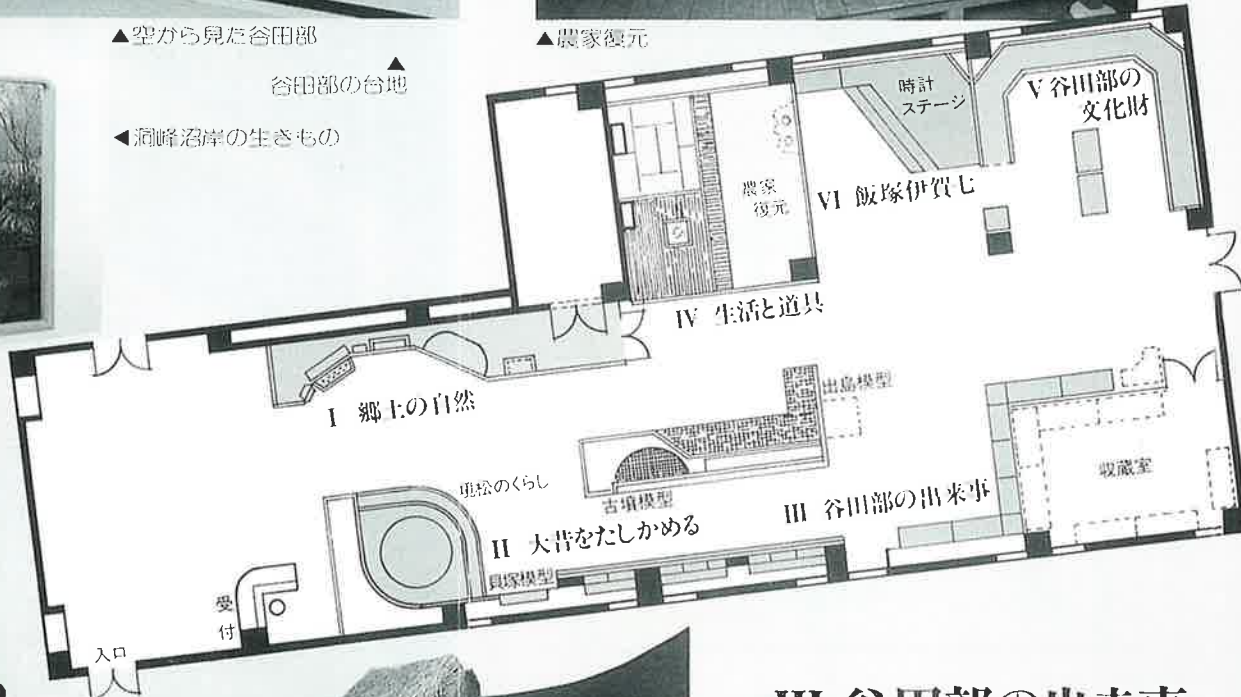 ▲空から見た谷田部
▲農家復元
▲
谷田部の台地
◀洞峰沼岸の生きもの
時計
ステージ
V 谷田部の
文化財
農家
復元
VI 飯塚伊賀七
IV 生活と道具
I 郷土の自然
出島模型
境松のくらし
古墳模型
収蔵室
III 谷田部の出来事
II 大昔をたしかめる
貝塚模型
受
付
入口
III 谷田部の出来事